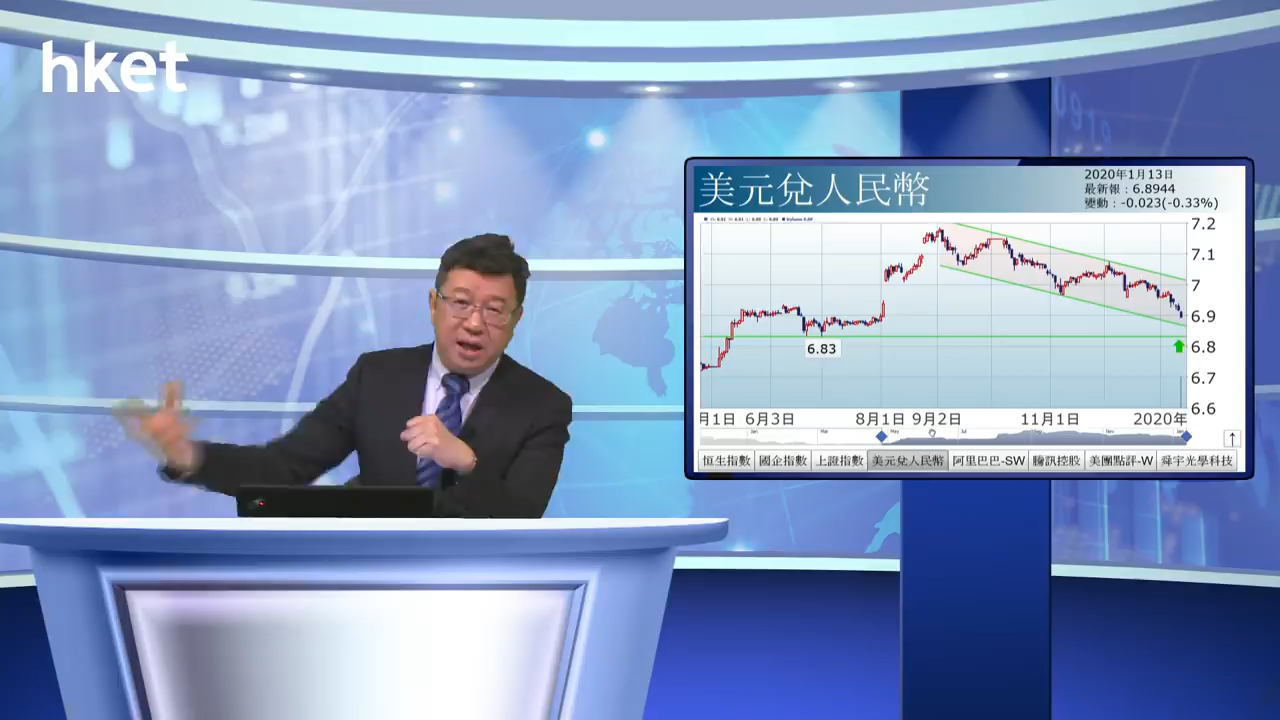 hket
美元兌人民幣
2020年1月13日
最新報：6.8944
變動：-0.023(-0.33%)
7.2
7.1
7
6.9
6.8
6.7
6.6
6.83
月1日 6月3日 8月1日 9月2日 11月1日 2020年
恒生指數 國企指數 上證指數 美元兌人民幣 阿里巴巴-SW 騰訊控股 美團點評-W 舜宇光學科技